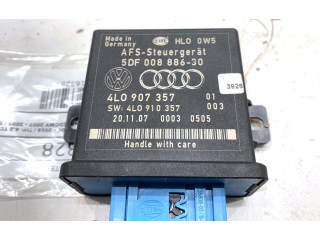 Made in
Germany
HLO 0W5
AFS-Steuergerät
5DF 008 886-30
4L0 907 357 01
SW: 4L0 910 357 003
20.11.07 0003 0505
Handle with care
3926
28